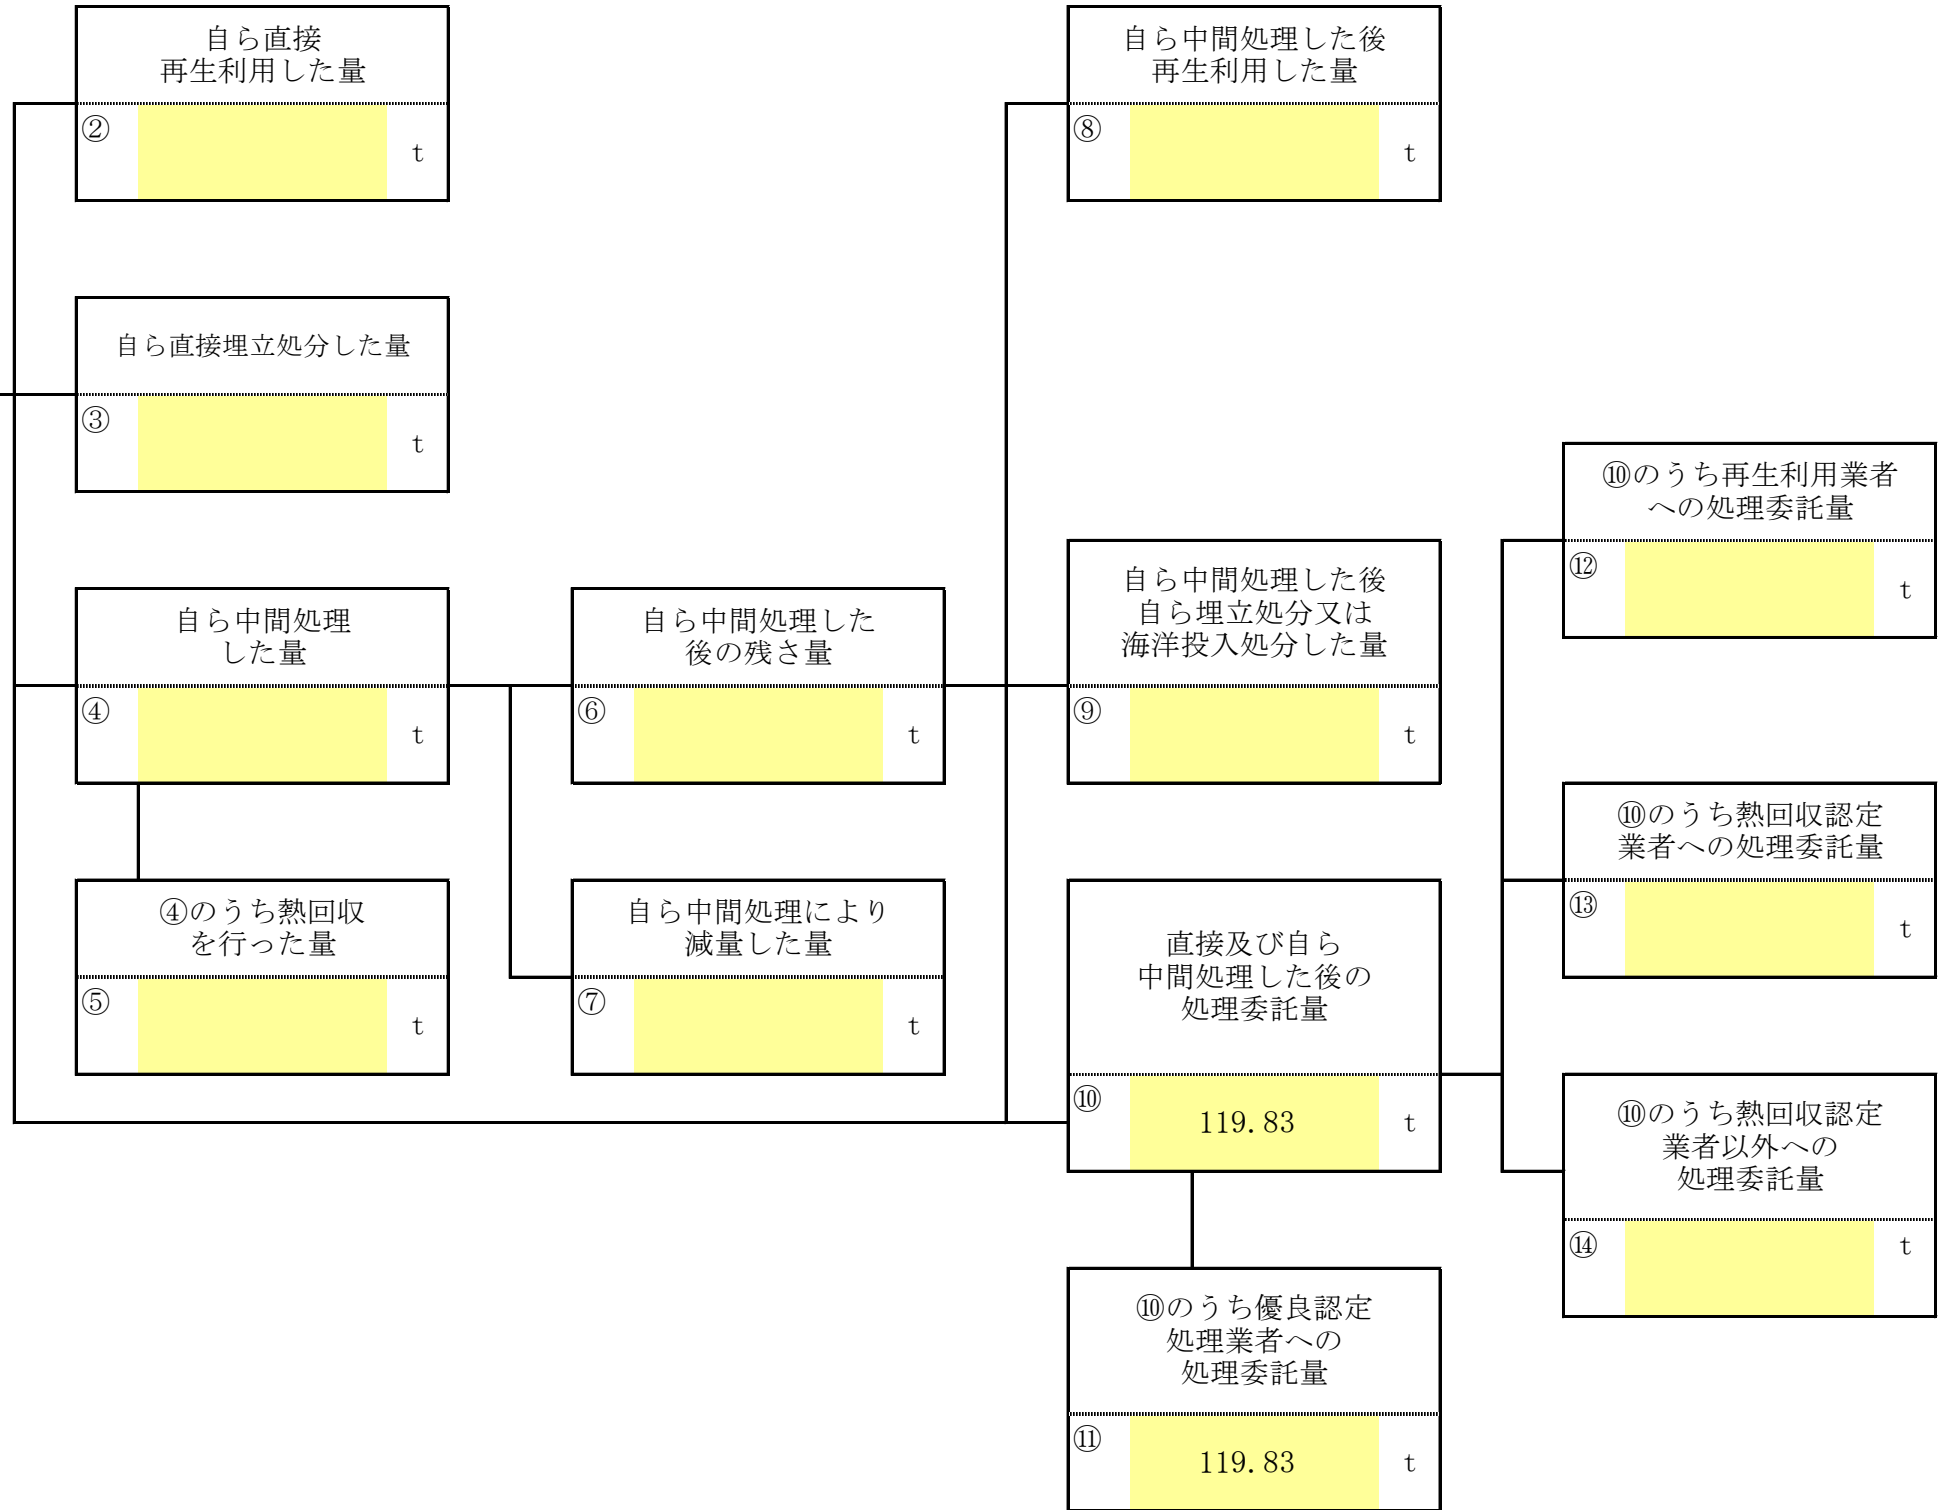 自ら直接
再生利用した量
②
t
自ら中間処理した後
再生利用した量
⑧
t
自ら直接埋立処分した量
③
t
⑩のうち再生利用業者
への処理委託量
⑫
t
自ら中間処理
した量
④
t
自ら中間処理した
後の残さ量
⑥
t
自ら中間処理した後
自ら埋立処分又は
海洋投入処分した量
⑨
t
⑩のうち熱回収認定
業者への処理委託量
⑬
t
④のうち熱回収
を行った量
⑤
t
自ら中間処理により
減量した量
⑦
t
直接及び自ら
中間処理した後の
処理委託量
⑩
119.83 t
⑩のうち熱回収認定
業者以外への
処理委託量
⑭
t
⑩のうち優良認定
処理業者への
処理委託量
⑪
119.83 t